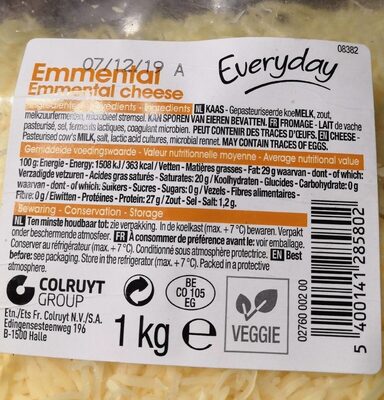 08382
07/12/19 A
Emmental
Emmental cheese
Everyday
Ingrediënten - Ingrédients - Ingredients NL KAAS - Gepasteuriseerde koeMELK, zout,
melkzuurfermenten, microbieel stremsel. KAN SPOREN VAN EIEREN BEVATTEN. FR FROMAGE - LAIT de vache
pasteurisé, sel, ferments lactiques, coagulant microbien. PEUT CONTENIR DES TRACES D'ŒUFS. EN CHEESE -
Pasteurised cow's MILK, salt, lactic acid cultures, microbial rennet. MAY CONTAIN TRACES OF EGGS.
Gemiddelde voedingswaarde - Valeur nutritionnelle moyenne - Average nutritional value
100 g: Energie - Energy: 1508 kJ / 363 kcal - Vetten - Matières grasses - Fat: 29 g waarvan - dont - of which:
Verzadigde vetzuren - Acides gras saturés - Saturates: 20 g / Koolhydraten - Glucides - Carbohydrate: 0 g
waarvan - dont - of which: Suikers - Sucres - Sugars: 0 g / Vezels - Fibres alimentaires -
Fibre: 0 g / Eiwitten - Protéines - Protein: 27 g / Zout - Sel - Salt: 1,2 g.
Bewaring - Conservation - Storage
NL Ten minste houdbaar tot: zie verpakking. In de koelkast (max. + 7 °C) bewaren. Verpakt
onder beschermende atmosfeer. FR À consommer de préférence avant le: voir emballage.
Conserver au réfrigérateur (max. + 7°C). Conditionné sous atmosphère protectrice. EN Best
before: see packaging. Store in the refrigerator (max. + 7°C). Packed in a protective
atmosphere.
COLRUYT
GROUP
Etn./Ets Fr. Colruyt N.V./S.A.
Edingensesteenweg 196
B-1500 Halle
1 kg e
BE
CO 105
EG
VEGGIE
02760 002 00
5 400141 285802